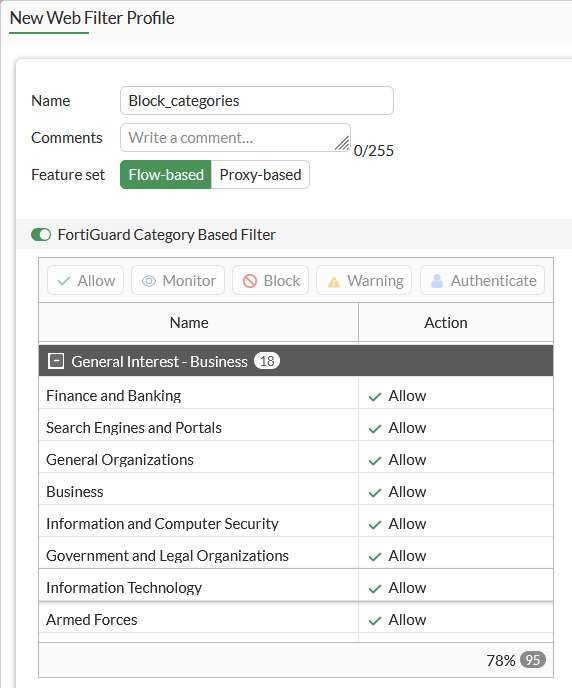 New Web Filter Profile
Name Block_categories
Comments Write a comment... 0/255
Feature set Flow-based Proxy-based
FortiGuard Category Based Filter
Allow Monitor Block Warning Authenticate
Name Action
General Interest - Business 18
Finance and Banking Allow
Search Engines and Portals Allow
General Organizations Allow
Business Allow
Information and Computer Security Allow
Government and Legal Organizations Allow
Information Technology Allow
Armed Forces Allow
78% 95